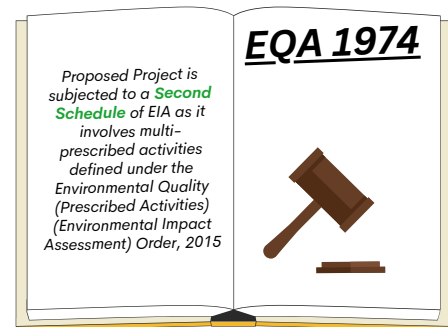 Proposed Project is
subjected to a Second
Schedule of EIA as it
involves multi-
prescribed activities
defined under the
Environmental Quality
(Prescribed Activities)
(Environmental Impact
Assessment) Order, 2015
EQA 1974